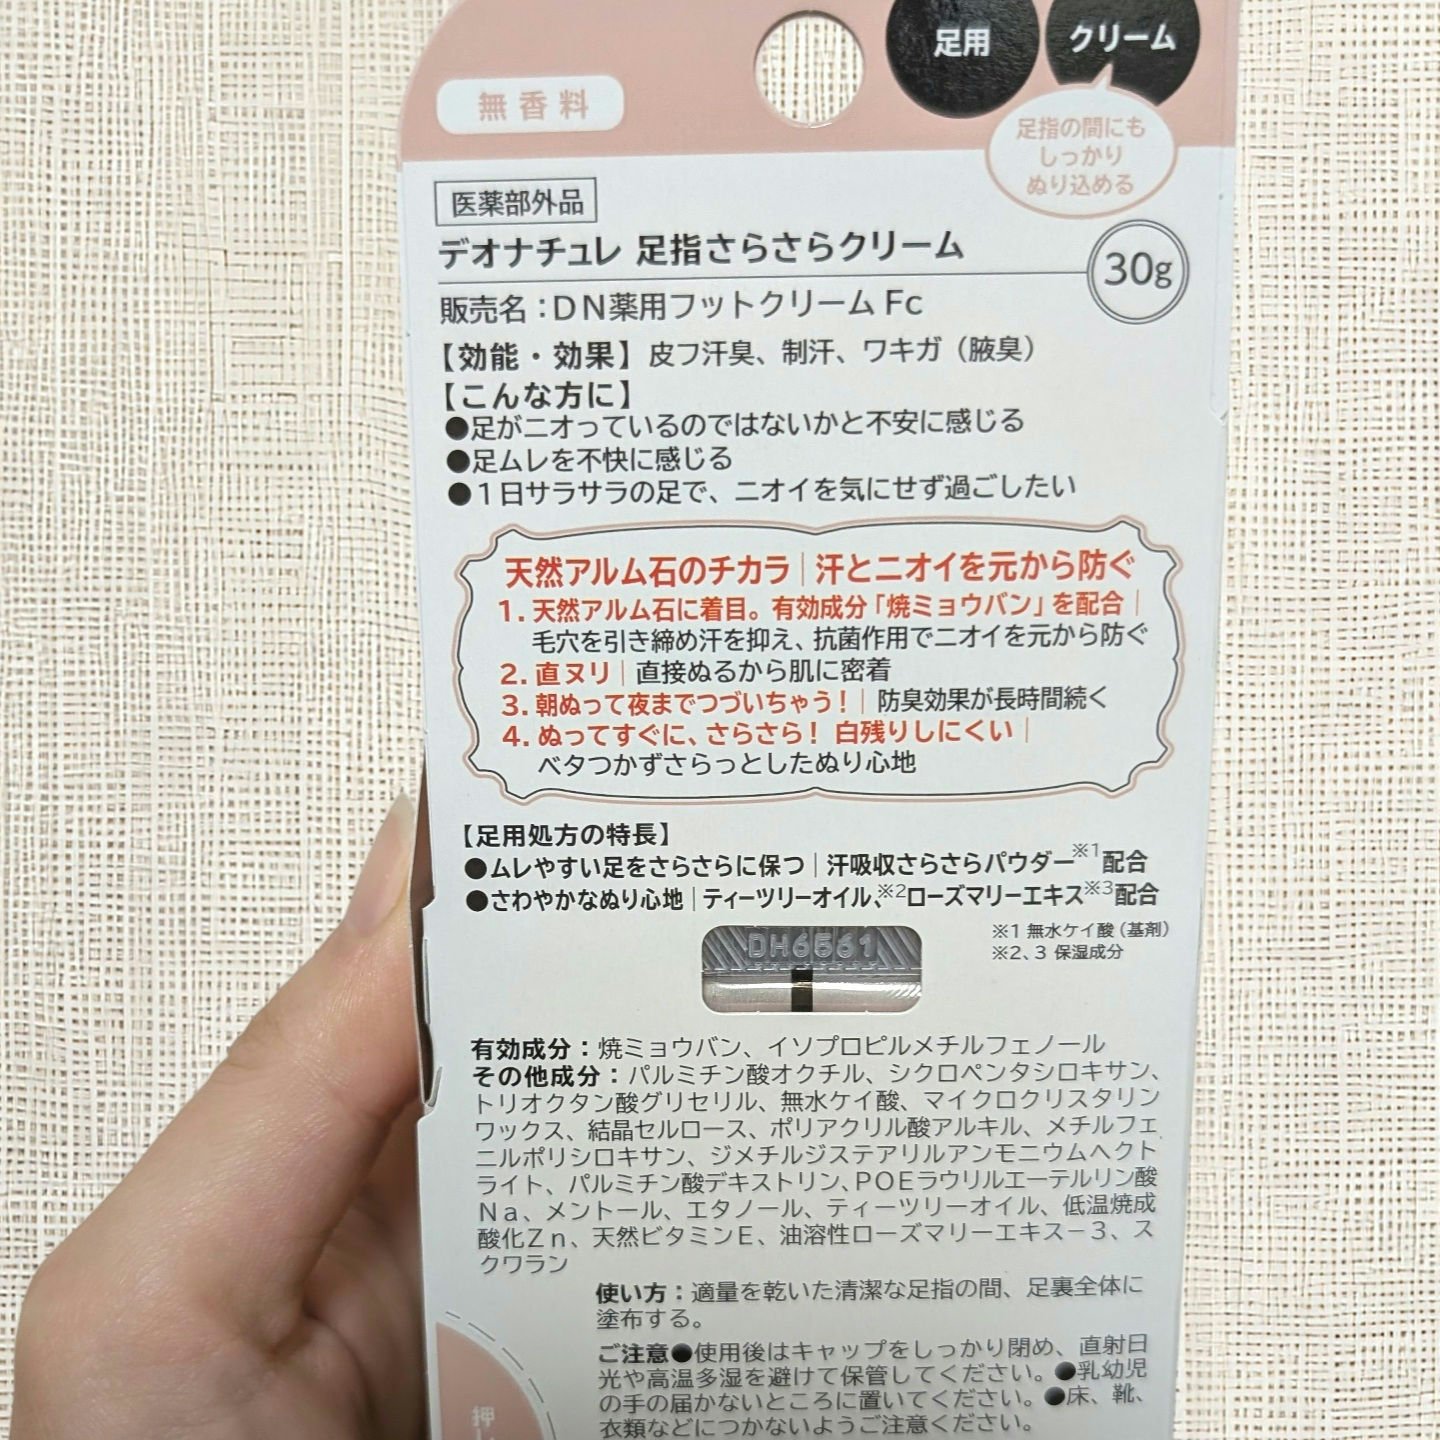 足用
クリーム
無香料
足指の間にも
しっかり
ぬり込める
医薬部外品
デオナチュレ 足指さらさらクリーム
30g
販売名：DN薬用フットクリーム Fc
【効能・効果】皮フ汗臭、制汗、ワキガ（腋臭）
【こんな方に】
●足がニオっているのではないかと不安に感じる
●足ムレを不快に感じる
●1日サラサラの足で、ニオイを気にせず過ごしたい
天然アルム石のチカラ｜汗とニオイを元から防ぐ
1. 天然アルム石に着目。有効成分「焼ミョウバン」を配合｜
毛穴を引き締め汗を抑え、抗菌作用でニオイを元から防ぐ
2. 直ヌリ｜直接ぬるから肌に密着
3. 朝ぬって夜までつづいちゃう！｜防臭効果が長時間続く
4. ぬってすぐに、さらさら！ 白残りしにくい｜
ベタつかずさらっとしたぬり心地
【足用処方の特長】
●ムレやすい足をさらさらに保つ｜汗吸収さらさらパウダー※1配合
●さわやかなぬり心地｜ティーツリーオイル、※2ローズマリーエキス※3配合
※1 無水ケイ酸（基剤）
※2、3 保湿成分
DH6561
有効成分：焼ミョウバン、イソプロピルメチルフェノール
その他成分：パルミチン酸オクチル、シクロペンタシロキサン、
トリオクタン酸グリセリル、無水ケイ酸、マイクロクリスタリン
ワックス、結晶セルロース、ポリアクリル酸アルキル、メチルフェ
ニルポリシロキサン、ジメチルジステアリルアンモニウムヘクト
ライト、パルミチン酸デキストリン、POEラウリルエーテルリン酸
Na、メントール、エタノール、ティーツリーオイル、低温焼成
酸化Zn、天然ビタミンE、油溶性ローズマリーエキス－3、ス
クワラン
使い方：適量を乾いた清潔な足指の間、足裏全体に
塗布する。
ご注意●使用後はキャップをしっかり閉め、直射日
光や高温多湿を避けて保管してください。●乳幼児
の手の届かないところに置いてください。●床、靴、
衣類などにつかないようご注意ください。
押